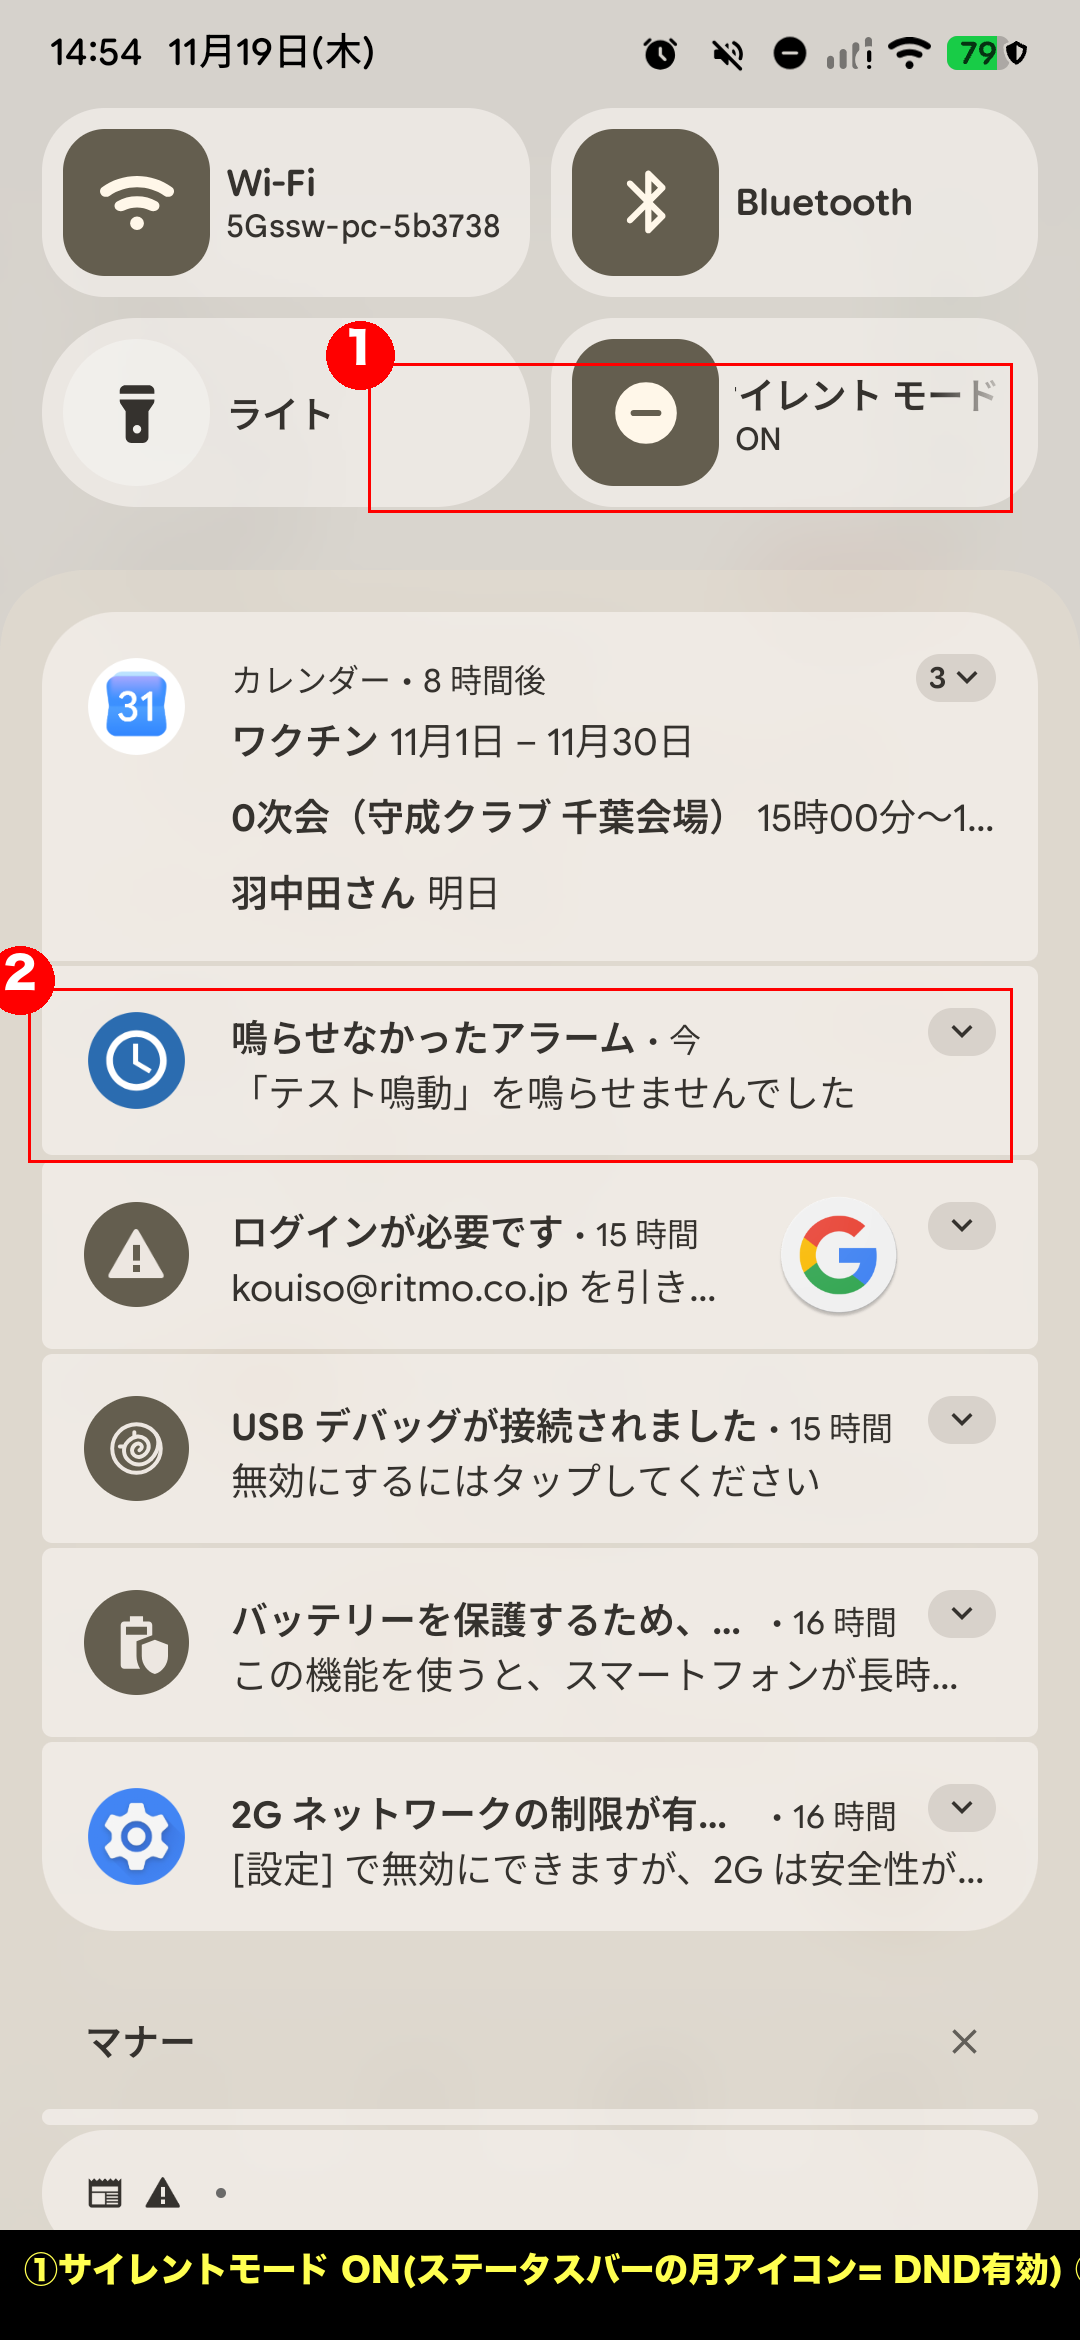 14:54 11月19日(木)
79
Wi-Fi
5Gssw-pc-5b3738
Bluetooth
1
ライト
イレント モード
ON
31
カレンダー・8 時間後
3
ワクチン 11月1日 – 11月30日
0次会（守成クラブ 千葉会場） 15時00分～1...
羽中田さん 明日
2
鳴らせなかったアラーム・今
「テスト鳴動」を鳴らせませんでした
ログインが必要です・15 時間
kouiso@ritmo.co.jp を引き...
USB デバッグが接続されました・15 時間
無効にするにはタップしてください
バッテリーを保護するため、... ・16 時間
この機能を使うと、スマートフォンが長時...
2G ネットワークの制限が有... ・16 時間
[設定] で無効にできますが、2G は安全性が...
マナー
①サイレントモード ON(ステータスバーの月アイコン= DND有効)